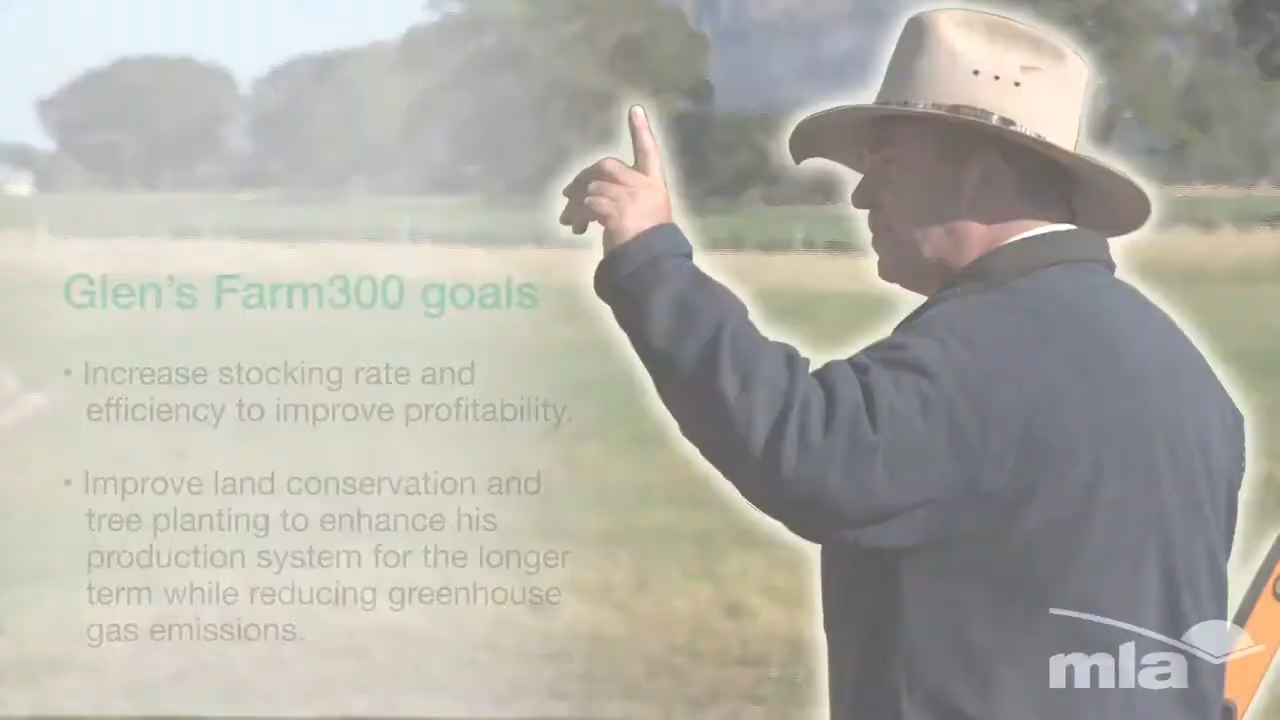 Glen's Farm300 goals
• Increase stocking rate and
efficiency to improve profitability.
• Improve land conservation and
tree planting to enhance his
production system for the longer
term while reducing greenhouse
gas emissions.
mla